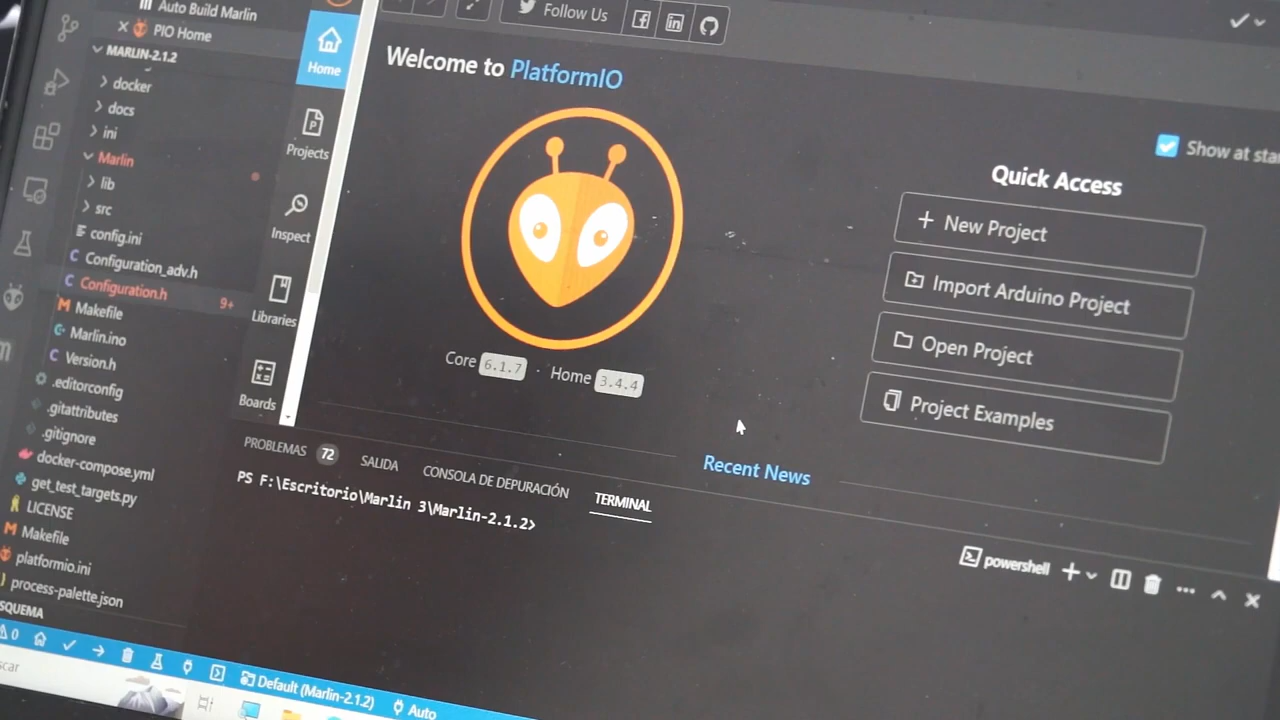 Auto Build Marlin
PIO Home
MARLIN-2.1.2
docker
docs
ini
Marlin
lib
src
config.ini
Configuration_adv.h
Configuration.h 9+
Makefile
Marlin.ino
Version.h
.editorconfig
.gitattributes
.gitignore
docker-compose.yml
get_test_targets.py
LICENSE
Makefile
platformio.ini
process-palette.json
SQUEMA
Home
Projects
Inspect
Libraries
Boards
Follow Us
Welcome to PlatformIO
Core 6.1.7 · Home 3.4.4
Show at star
Quick Access
New Project
Import Arduino Project
Open Project
Project Examples
Recent News
PROBLEMAS 72 SALIDA CONSOLA DE DEPURACIÓN TERMINAL
PS F:\Escritorio\Marlin 3\Marlin-2.1.2>
powershell
0 Default (Marlin-2.1.2) Auto
scar